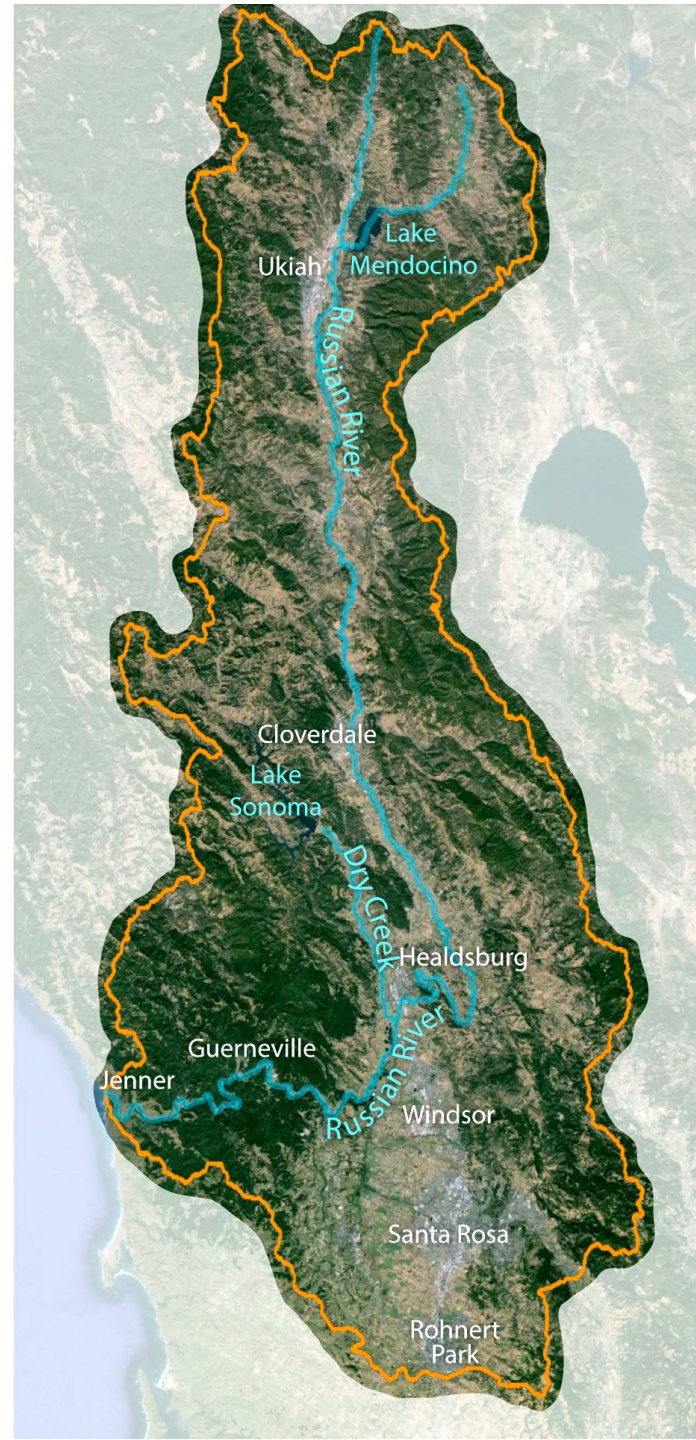 Lake
Mendocino
Ukiah
Russian River
Cloverdale
Lake
Sonoma
Dry Creek
Healdsburg
Russian River
Guerneville
Jenner
Windsor
Santa Rosa
Rohnert
Park